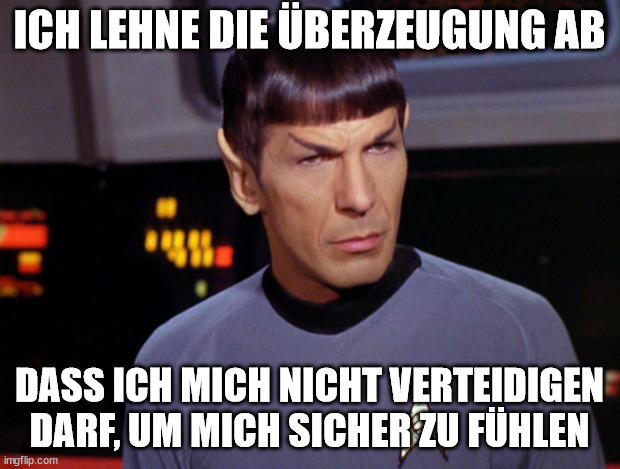 ICH LEHNE DIE ÜBERZEUGUNG AB
DASS ICH MICH NICHT VERTEIDIGEN
DARF, UM MICH SICHER ZU FÜHLEN
imgflip.com